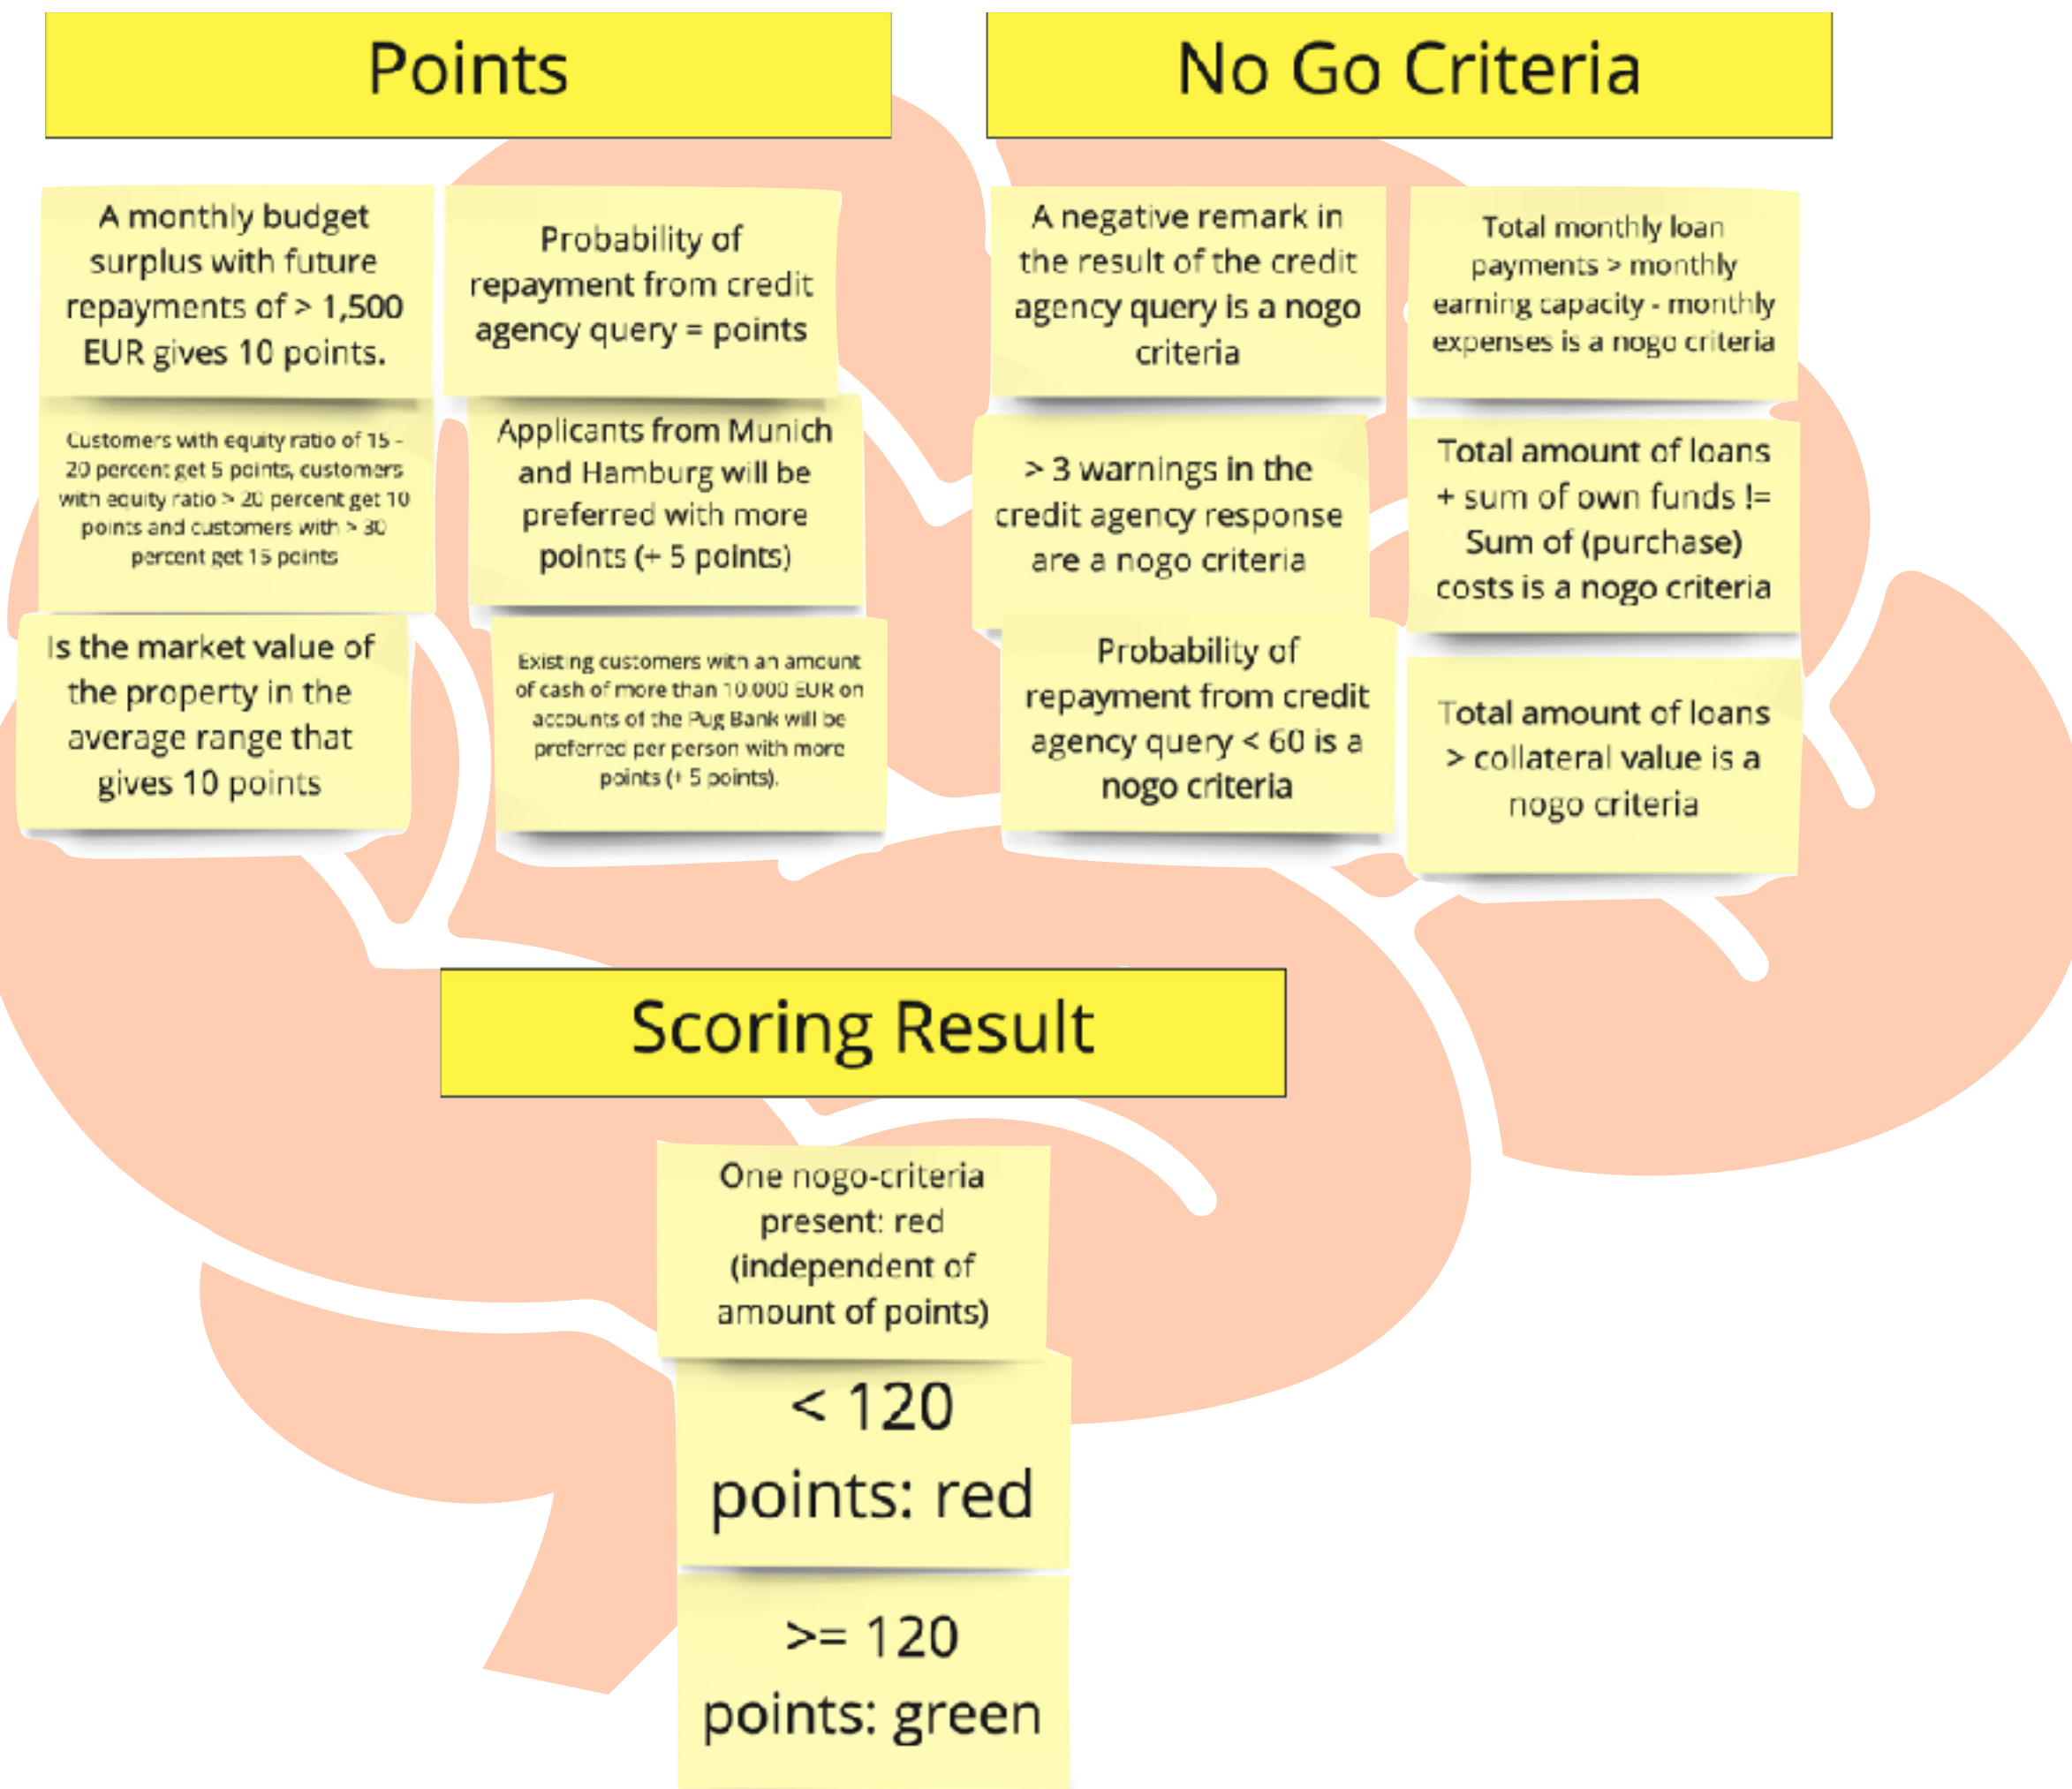 Points
A monthly budget
surplus with future
repayments of > 1,500
EUR gives 10 points.
Probability of
repayment from credit
agency query = points
Customers with equity ratio of 15 -
20 percent get 5 points, customers
with equity ratio > 20 percent get 10
points and customers with > 30
percent get 15 points
Applicants from Munich
and Hamburg will be
preferred with more
points (+ 5 points)
Is the market value of
the property in the
average range that
gives 10 points
Existing customers with an amount
of cash of more than 10.000 EUR on
accounts of the Pug Bank will be
preferred per person with more
points (+ 5 points).
No Go Criteria
A negative remark in
the result of the credit
agency query is a nogo
criteria
Total monthly loan
payments > monthly
earning capacity - monthly
expenses is a nogo criteria
> 3 warnings in the
credit agency response
are a nogo criteria
Total amount of loans
+ sum of own funds !=
Sum of (purchase)
costs is a nogo criteria
Probability of
repayment from credit
agency query < 60 is a
nogo criteria
Total amount of loans
> collateral value is a
nogo criteria
Scoring Result
One nogo-criteria
present: red
(independent of
amount of points)
< 120
points: red
>= 120
points: green